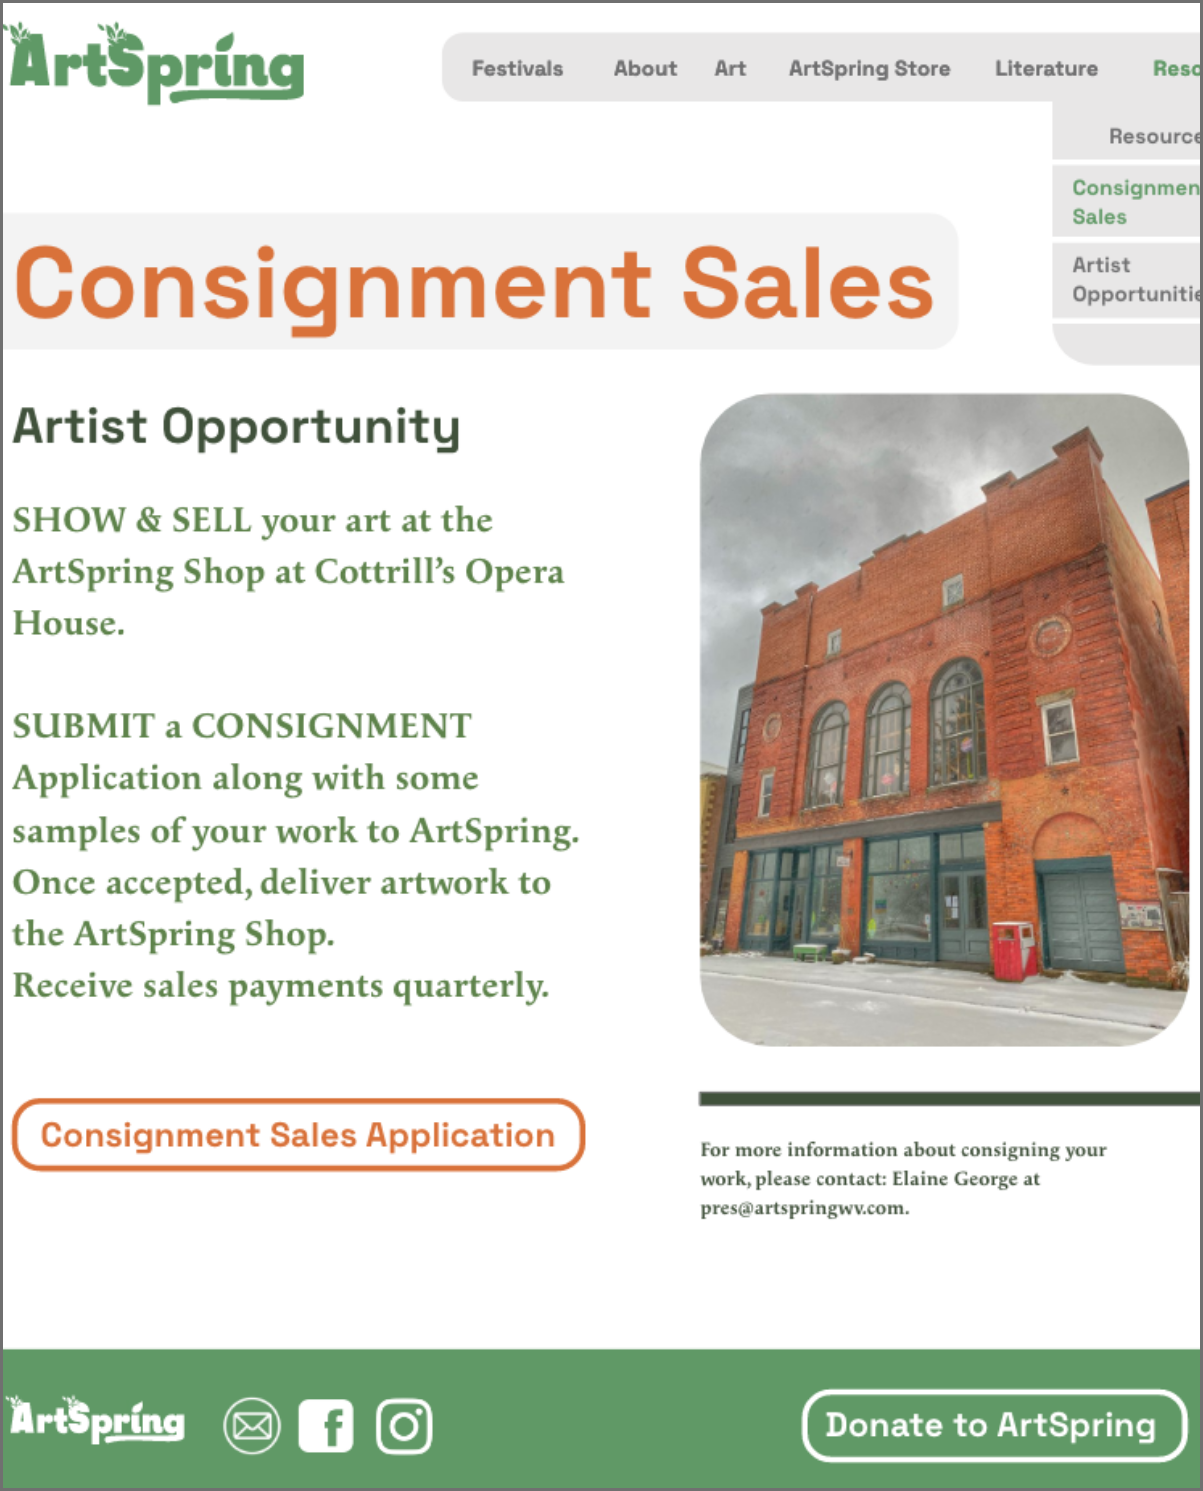 ArtSpring
Festivals About Art ArtSpring Store Literature Reso
Resource
Consignmen
Sales
Artist
Opportunitie
Consignment Sales
Artist Opportunity
SHOW & SELL your art at the
ArtSpring Shop at Cottrill’s Opera
House.
SUBMIT a CONSIGNMENT
Application along with some
samples of your work to ArtSpring.
Once accepted, deliver artwork to
the ArtSpring Shop.
Receive sales payments quarterly.
Consignment Sales Application
For more information about consigning your
work, please contact: Elaine George at
pres@artspringwv.com.
ArtSpring
Donate to ArtSpring